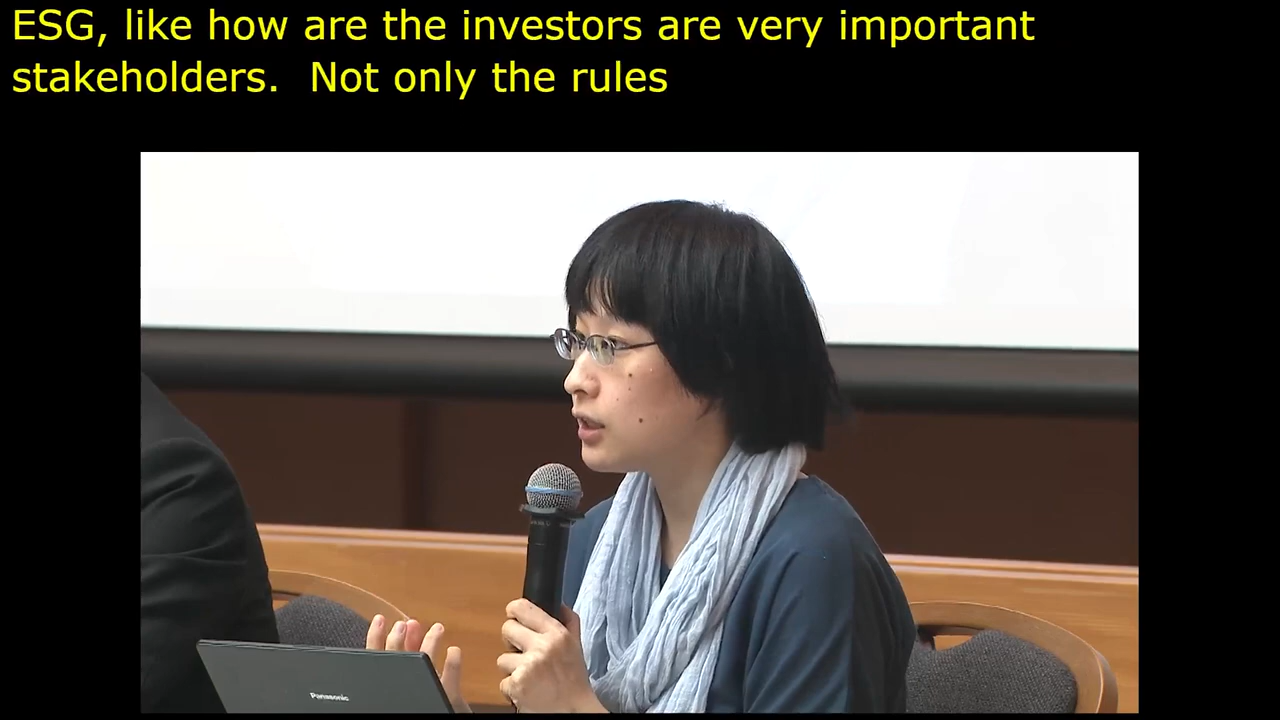 ESG, like how are the investors are very important
stakeholders.  Not only the rules
Panasonic